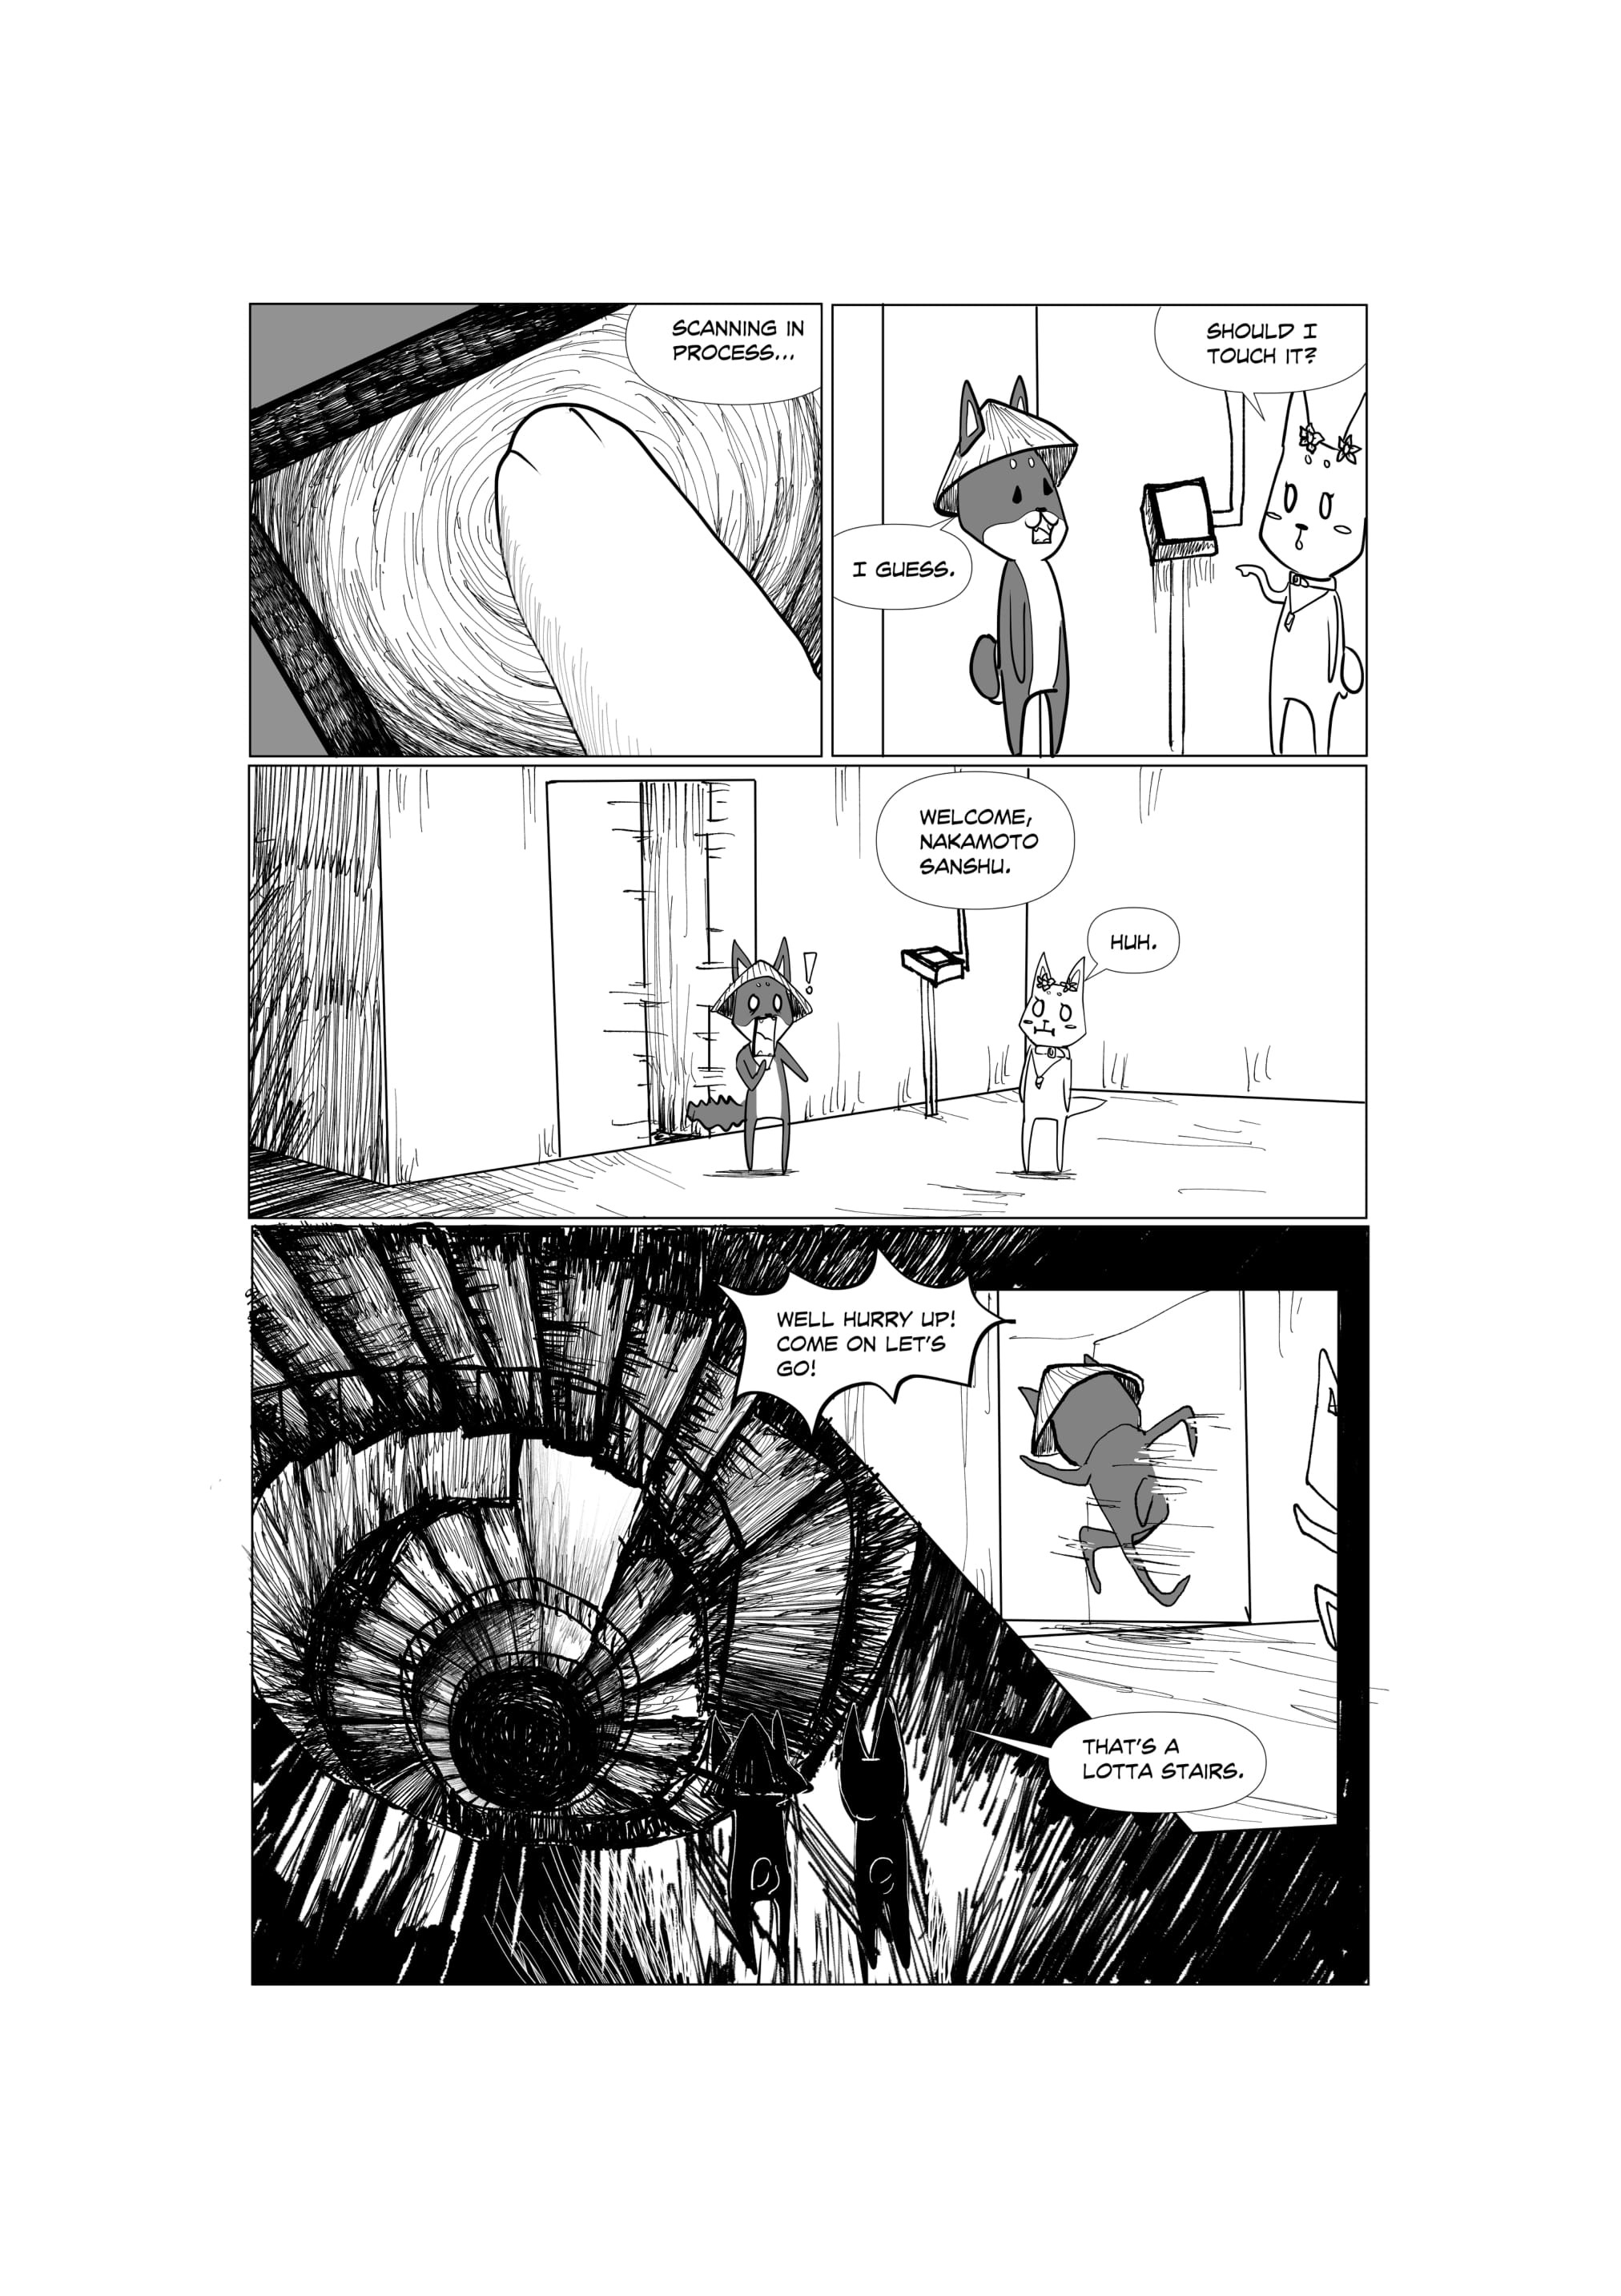 SHOULD I
TOUCH IT?
I GUESS.
SCANNING IN
PROCESS...
WELCOME,
NAKAMOTO
SANSHU.
HUH.
!
WELL HURRY UP!
COME ON LET'S
GO!
THAT'S A
LOTTA STAIRS.